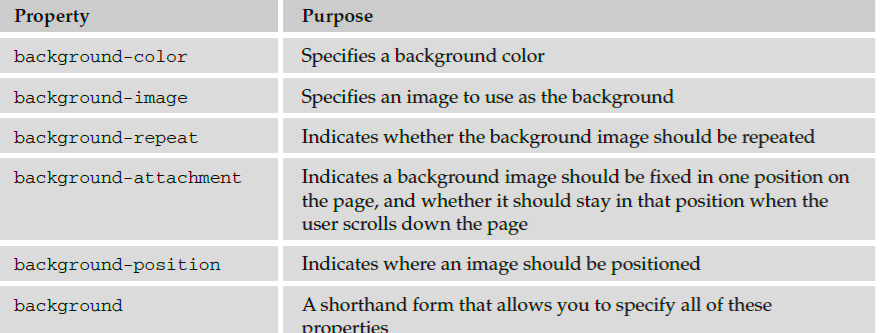 Property Purpose
background-color Specifies a background color
background-image Specifies an image to use as the background
background-repeat Indicates whether the background image should be repeated
background-attachment Indicates a background image should be fixed in one position on
the page, and whether it should stay in that position when the
user scrolls down the page
background-position Indicates where an image should be positioned
background A shorthand form that allows you to specify all of these
properties